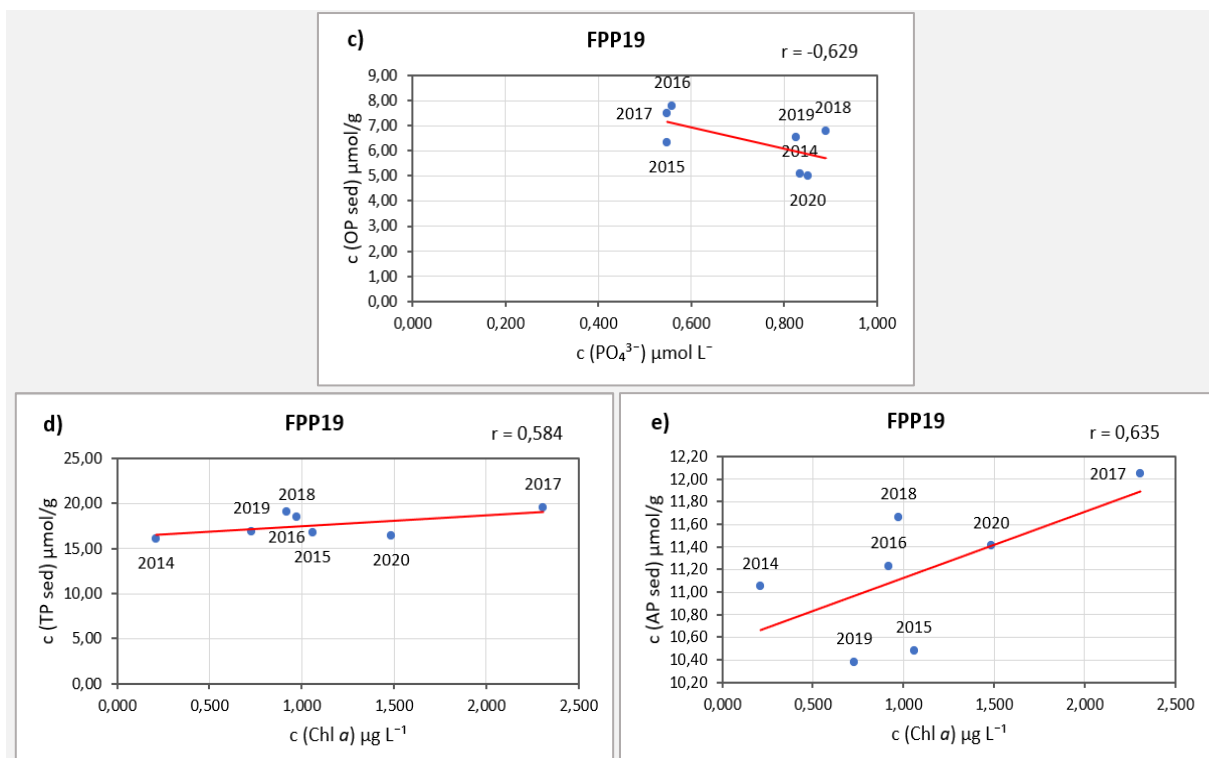 c)
FPP19
r = -0,629
9,00
8,00
7,00
6,00
5,00
4,00
3,00
2,00
1,00
0,00
c (OP sed) µmol/g
2016
2017
2015
2019
2018
2014
2020
0,000 0,200 0,400 0,600 0,800 1,000
c (PO₄³⁻) µmol L⁻
d)
FPP19
r = 0,584
25,00
20,00
15,00
10,00
5,00
0,00
c (TP sed) µmol/g
2017
2018
2019
2016
2014
2015
2020
0,000 0,500 1,000 1,500 2,000 2,500
c (Chl a) µg L⁻¹
e)
FPP19
r = 0,635
12,20
12,00
11,80
11,60
11,40
11,20
11,00
10,80
10,60
10,40
10,20
c (AP sed) µmol/g
2017
2018
2020
2016
2014
2015
2019
0,000 0,500 1,000 1,500 2,000 2,500
c (Chl a) µg L⁻¹